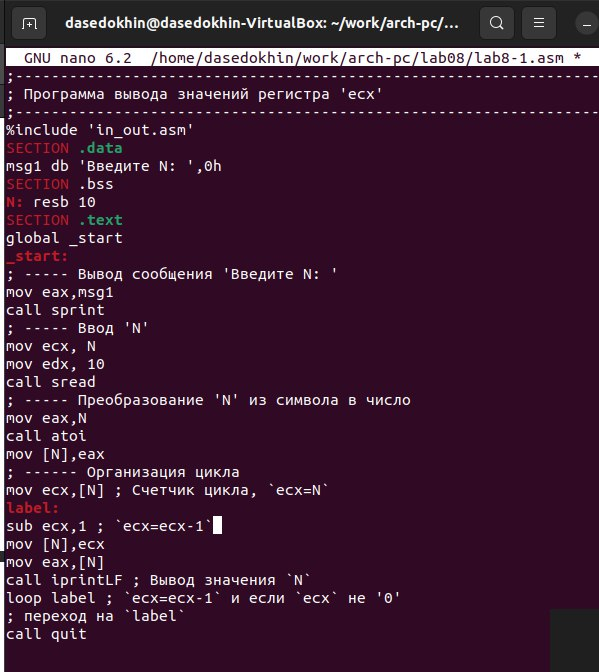 dasedokhin@dasedokhin-VirtualBox: ~/work/arch-pc/...
GNU nano 6.2 /home/dasedokhin/work/arch-pc/lab08/lab8-1.asm *
;------------------------------------------------------------------
; Программа вывода значений регистра 'ecx'
;------------------------------------------------------------------
%include 'in_out.asm'
SECTION .data
msg1 db 'Введите N: ',0h
SECTION .bss
N: resb 10
SECTION .text
global _start
_start:
; ----- Вывод сообщения 'Введите N: '
mov eax,msg1
call sprint
; ----- Ввод 'N'
mov ecx, N
mov edx, 10
call sread
; ----- Преобразование 'N' из символа в число
mov eax,N
call atoi
mov [N],eax
; ------ Организация цикла
mov ecx,[N] ; Счетчик цикла, `ecx=N`
label:
sub ecx,1 ; `ecx=ecx-1`
mov [N],ecx
mov eax,[N]
call iprintLF ; Вывод значения `N`
loop label ; `ecx=ecx-1` и если `ecx` не '0'
; переход на `label`
call quit